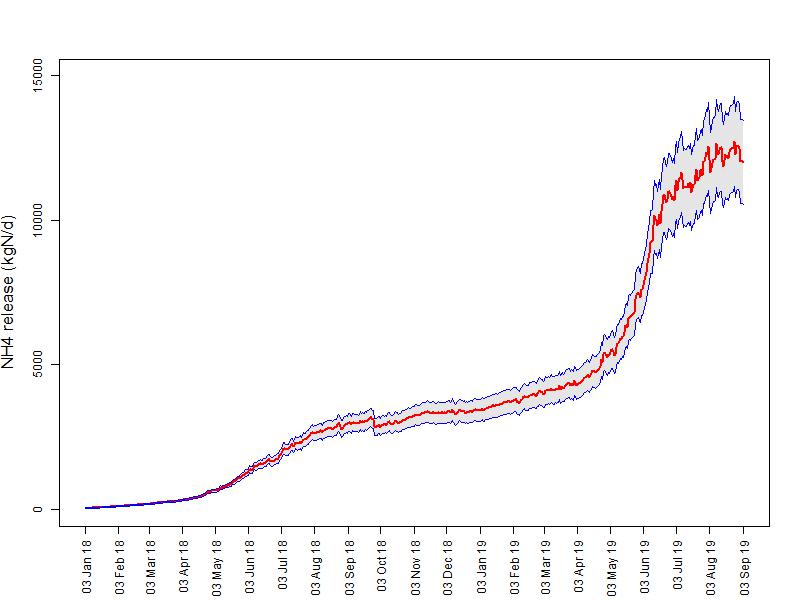 NH4 release (kgN/d)
15000
10000
5000
0
03 Jan 18
03 Feb 18
03 Mar 18
03 Apr 18
03 May 18
03 Jun 18
03 Jul 18
03 Aug 18
03 Sep 18
03 Oct 18
03 Nov 18
03 Dec 18
03 Jan 19
03 Feb 19
03 Mar 19
03 Apr 19
03 May 19
03 Jun 19
03 Jul 19
03 Aug 19
03 Sep 19